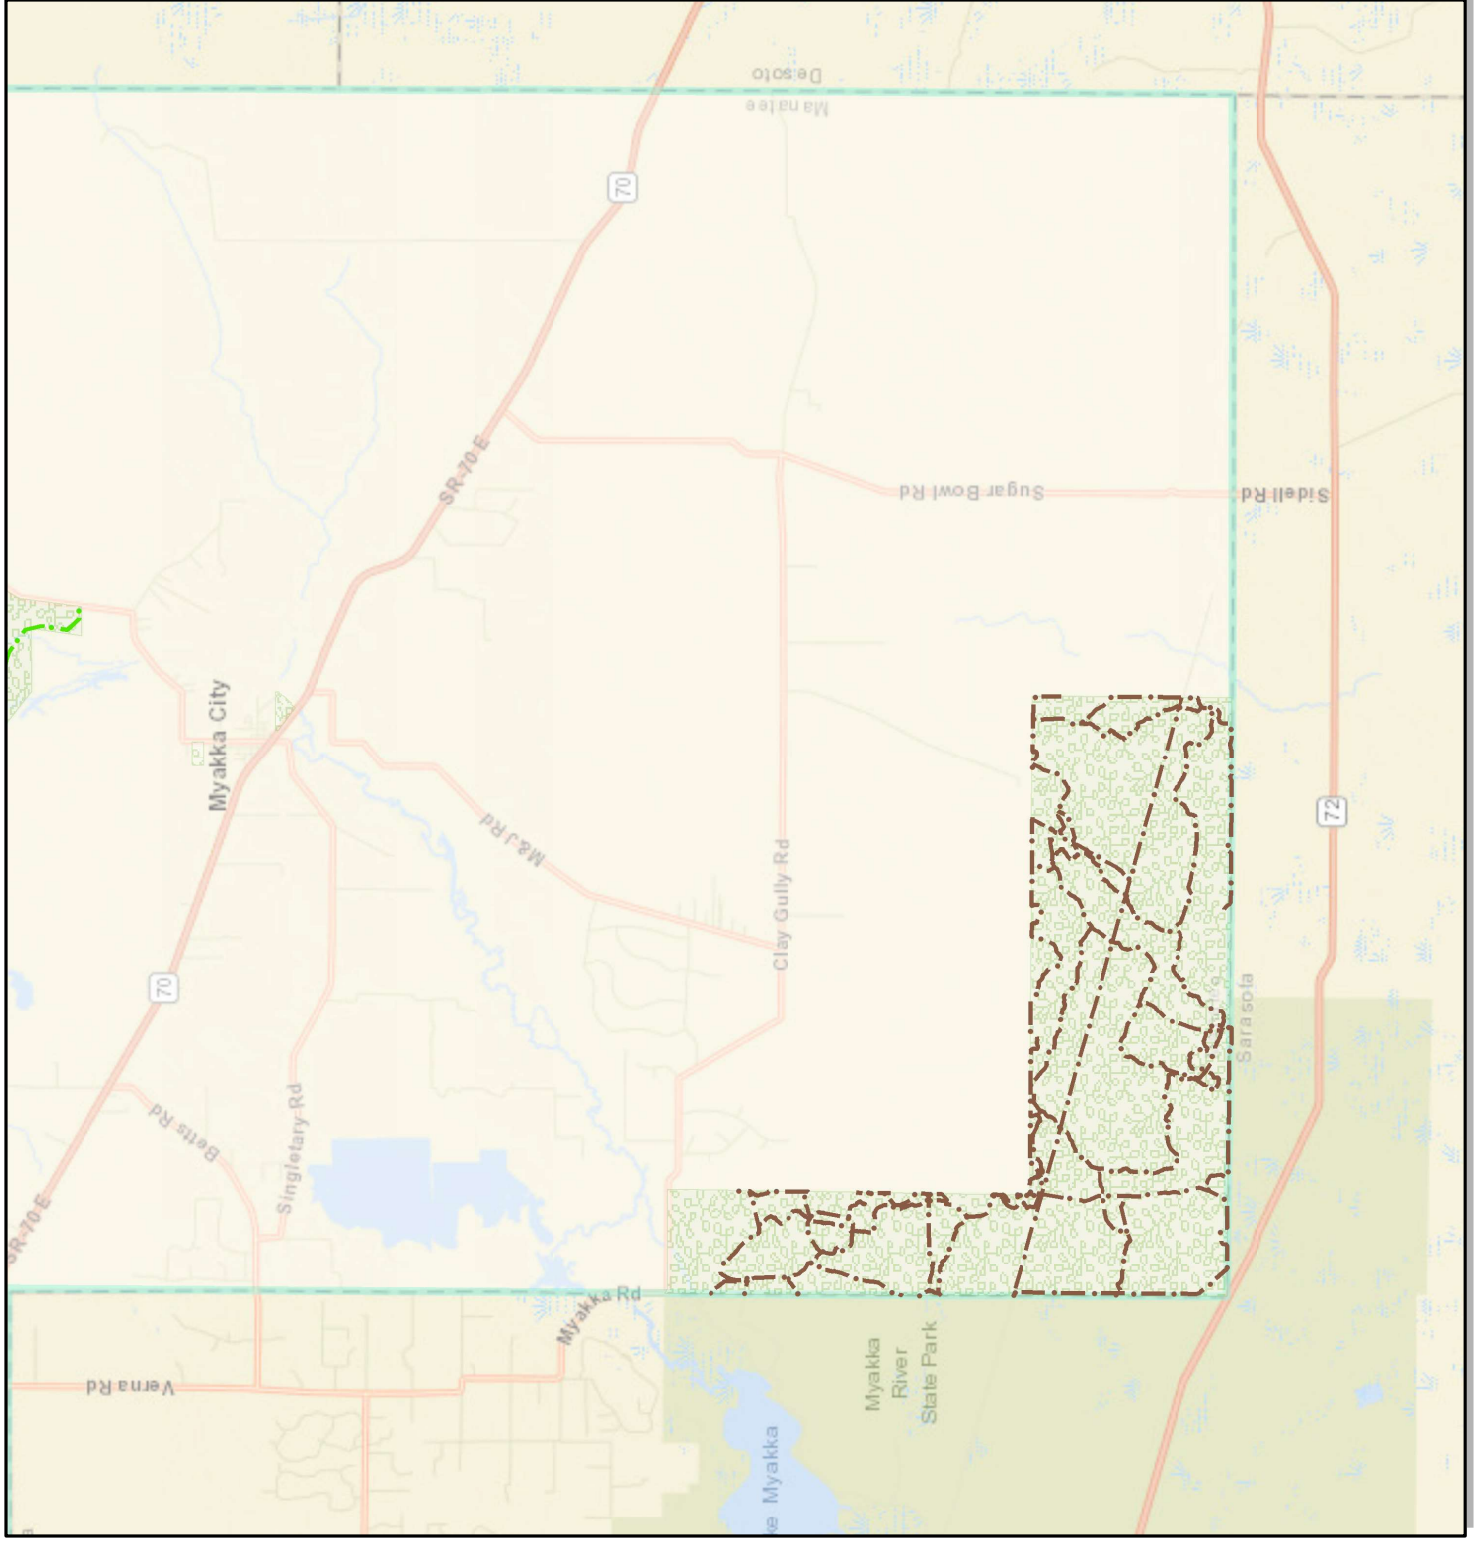 Desoto
Manatee
70
SR-70 E
Sugar Bowl Rd
Sidell Rd
Myakka City
M&J Rd
72
Clay Gully Rd
70
Sarasota
Betts Rd
Singletary Rd
SR-70 E
Myakka Rd
Verna Rd
Myakka
River
State Park
ke Myakka
a